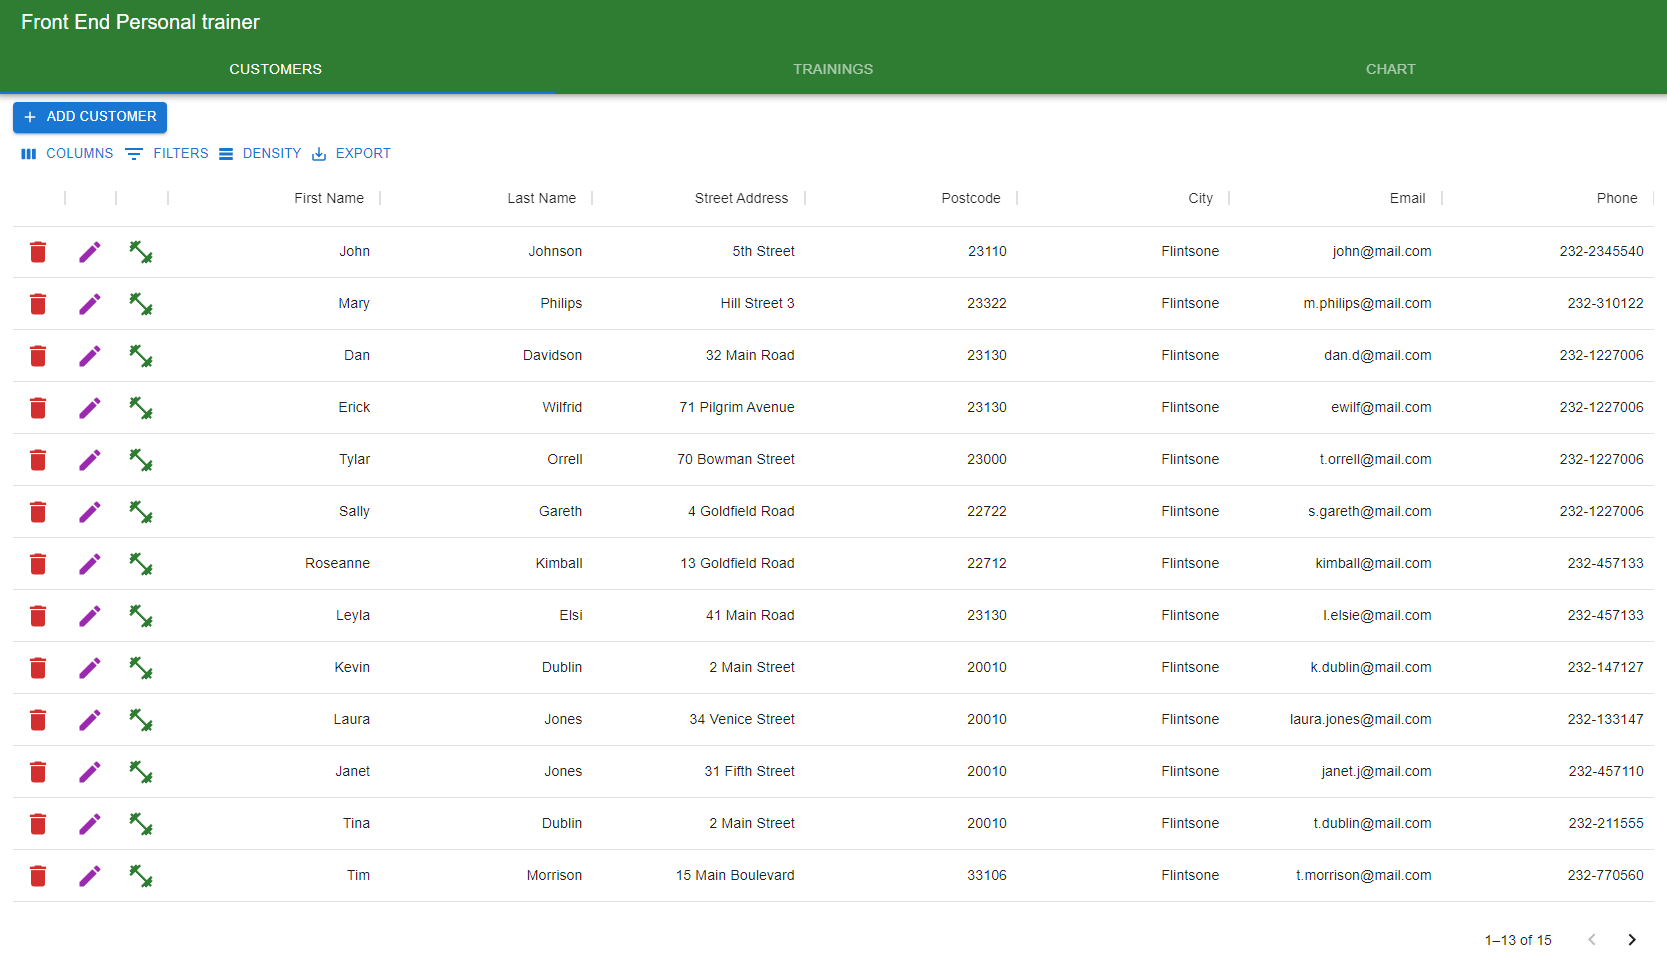 Front End Personal trainer
CUSTOMERS TRAININGS CHART
ADD CUSTOMER
COLUMNS FILTERS DENSITY EXPORT
First Name Last Name Street Address Postcode City Email Phone
John Johnson 5th Street 23110 Flintsone john@mail.com 232-2345540
Mary Philips Hill Street 3 23322 Flintsone m.philips@mail.com 232-310122
Dan Davidson 32 Main Road 23130 Flintsone dan.d@mail.com 232-1227006
Erick Wilfrid 71 Pilgrim Avenue 23130 Flintsone ewilf@mail.com 232-1227006
Tylar Orrell 70 Bowman Street 23000 Flintsone t.orrell@mail.com 232-1227006
Sally Gareth 4 Goldfield Road 22722 Flintsone s.gareth@mail.com 232-1227006
Roseanne Kimball 13 Goldfield Road 22712 Flintsone kimball@mail.com 232-457133
Leyla Elsi 41 Main Road 23130 Flintsone l.elsie@mail.com 232-457133
Kevin Dublin 2 Main Street 20010 Flintsone k.dublin@mail.com 232-147127
Laura Jones 34 Venice Street 20010 Flintsone laura.jones@mail.com 232-133147
Janet Jones 31 Fifth Street 20010 Flintsone janet.j@mail.com 232-457110
Tina Dublin 2 Main Street 20010 Flintsone t.dublin@mail.com 232-211555
Tim Morrison 15 Main Boulevard 33106 Flintsone t.morrison@mail.com 232-770560
1–13 of 15